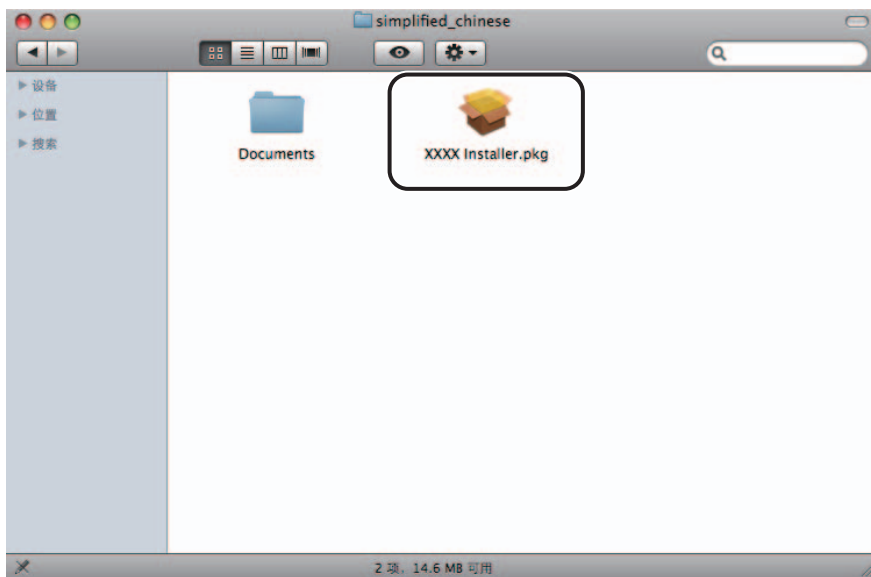 simplified_chinese
设备
位置
搜索
Documents
XXXX Installer.pkg
2 项，14.6 MB 可用